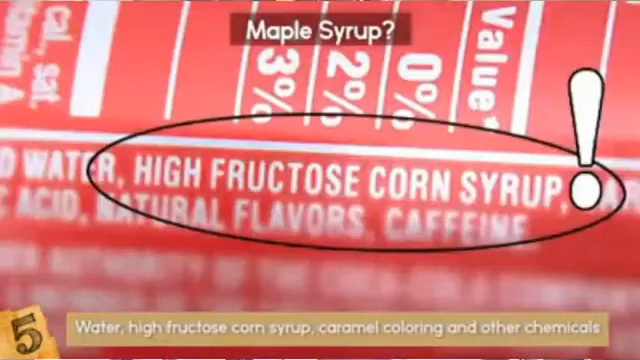 Maple Syrup?
Value*
0%
2%
3%
Cal, Sat.
D WATER, HIGH FRUCTOSE CORN SYRUP,
C ACID, NATURAL FLAVORS, CAFFEINE
5
Water, high fructose corn syrup, caramel coloring and other chemicals